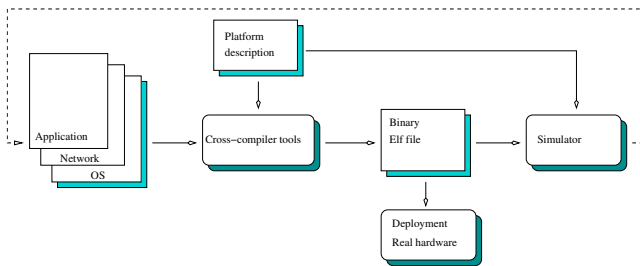 Platform
description
Application
Network
OS
Cross−compiler tools
Binary
Elf file
Simulator
Deployment
Real hardware